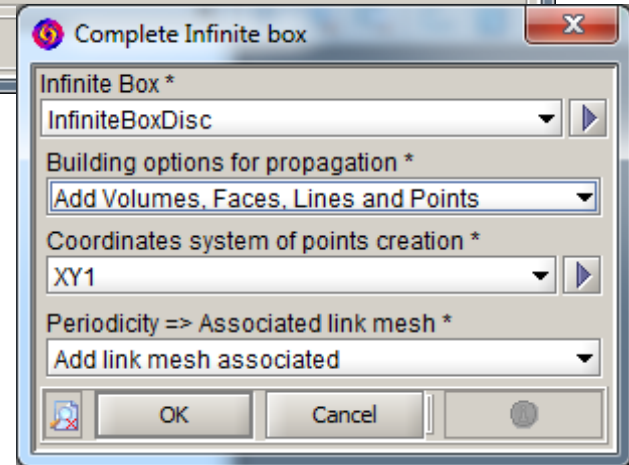 Complete Infinite box
Infinite Box *
InfiniteBoxDisc
Building options for propagation *
Add Volumes, Faces, Lines and Points
Coordinates system of points creation *
XY1
Periodicity => Associated link mesh *
Add link mesh associated
OK
Cancel